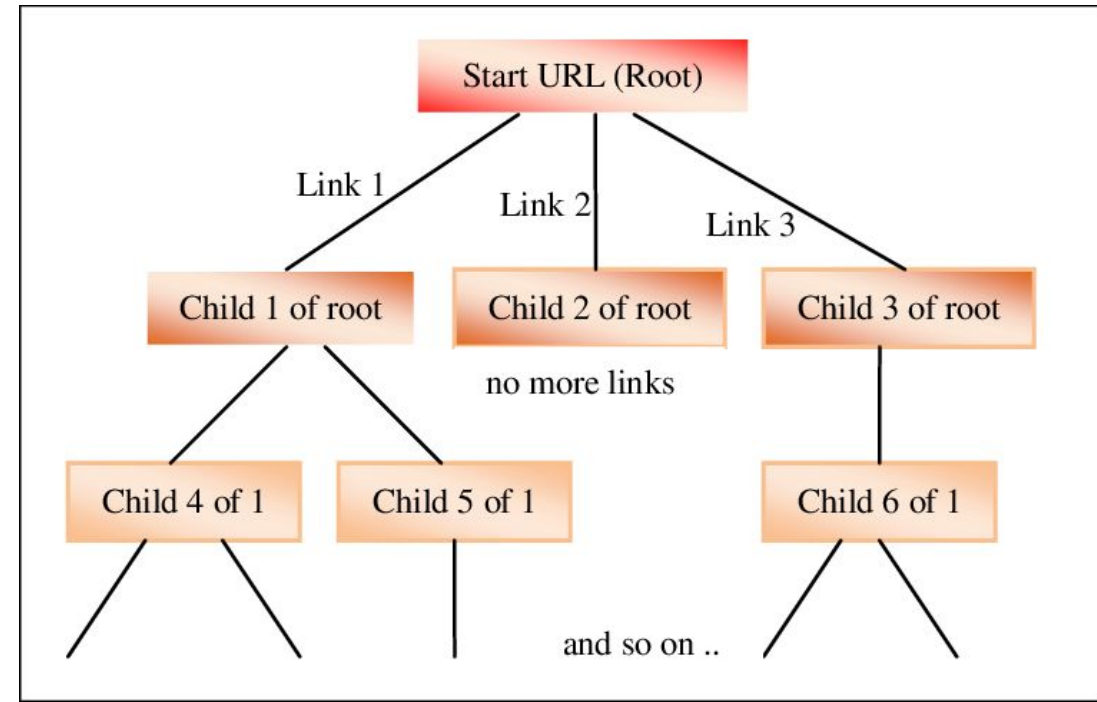 Start URL (Root)
Link 1
Link 2
Link 3
Child 1 of root
Child 2 of root
Child 3 of root
no more links
Child 4 of 1
Child 5 of 1
Child 6 of 1
and so on ..